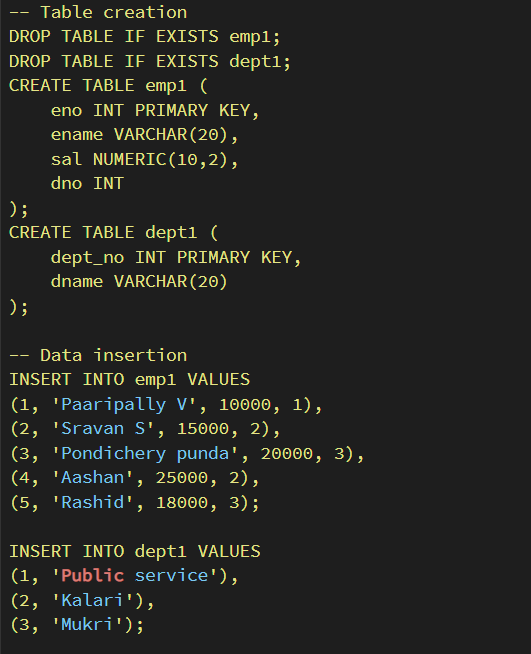 -- Table creation
DROP TABLE IF EXISTS emp1;
DROP TABLE IF EXISTS dept1;
CREATE TABLE emp1 (
    eno INT PRIMARY KEY,
    ename VARCHAR(20),
    sal NUMERIC(10,2),
    dno INT
);
CREATE TABLE dept1 (
    dept_no INT PRIMARY KEY,
    dname VARCHAR(20)
);

-- Data insertion
INSERT INTO emp1 VALUES
(1, 'Paaripally V', 10000, 1),
(2, 'Sravan S', 15000, 2),
(3, 'Pondichery punda', 20000, 3),
(4, 'Aashan', 25000, 2),
(5, 'Rashid', 18000, 3);

INSERT INTO dept1 VALUES
(1, 'Public service'),
(2, 'Kalari'),
(3, 'Mukri');